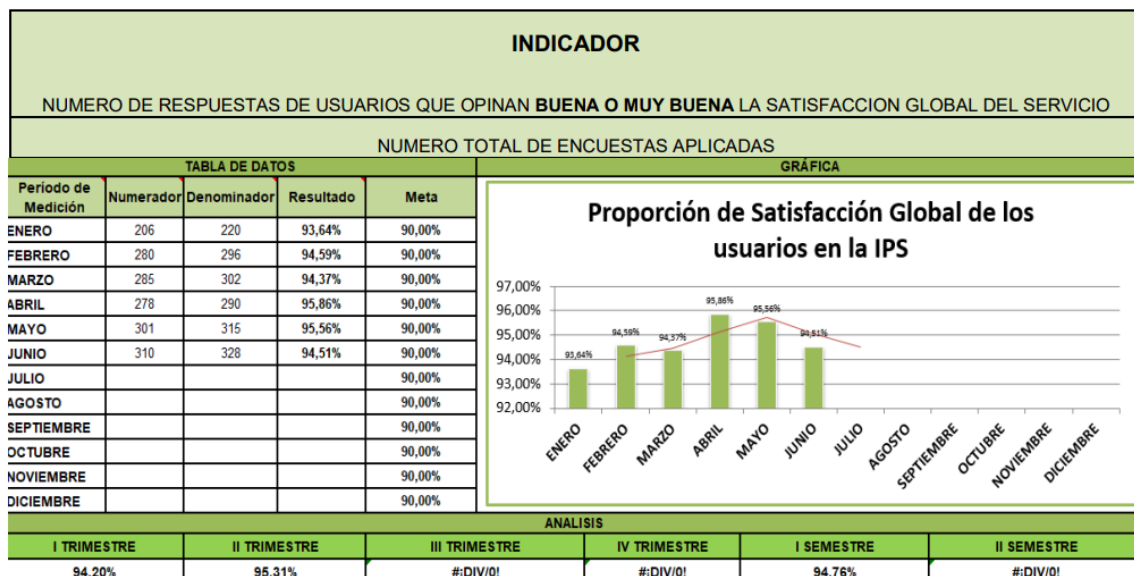 INDICADOR
NUMERO DE RESPUESTAS DE USUARIOS QUE OPINAN BUENA O MUY BUENA LA SATISFACCION GLOBAL DEL SERVICIO
NUMERO TOTAL DE ENCUESTAS APLICADAS
TABLA DE DATOS
Período de Medición Numerador Denominador Resultado Meta
ENERO 206 220 93,64% 90,00%
FEBRERO 280 296 94,59% 90,00%
MARZO 285 302 94,37% 90,00%
ABRIL 278 290 95,86% 90,00%
MAYO 301 315 95,56% 90,00%
JUNIO 310 328 94,51% 90,00%
JULIO 90,00%
AGOSTO 90,00%
SEPTIEMBRE 90,00%
OCTUBRE 90,00%
NOVIEMBRE 90,00%
DICIEMBRE 90,00%
GRÁFICA
Proporción de Satisfacción Global de los
usuarios en la IPS
97,00%
96,00%
95,00%
94,00%
93,00%
92,00%
93,64% 94,59% 94,37% 95,86% 95,56% 94,51%
ENERO FEBRERO MARZO ABRIL MAYO JUNIO JULIO AGOSTO SEPTIEMBRE OCTUBRE NOVIEMBRE DICIEMBRE
ANALISIS
I TRIMESTRE II TRIMESTRE III TRIMESTRE IV TRIMESTRE I SEMESTRE II SEMESTRE
94,20% 95,31% #¡DIV/0! #¡DIV/0! 94,76% #¡DIV/0!